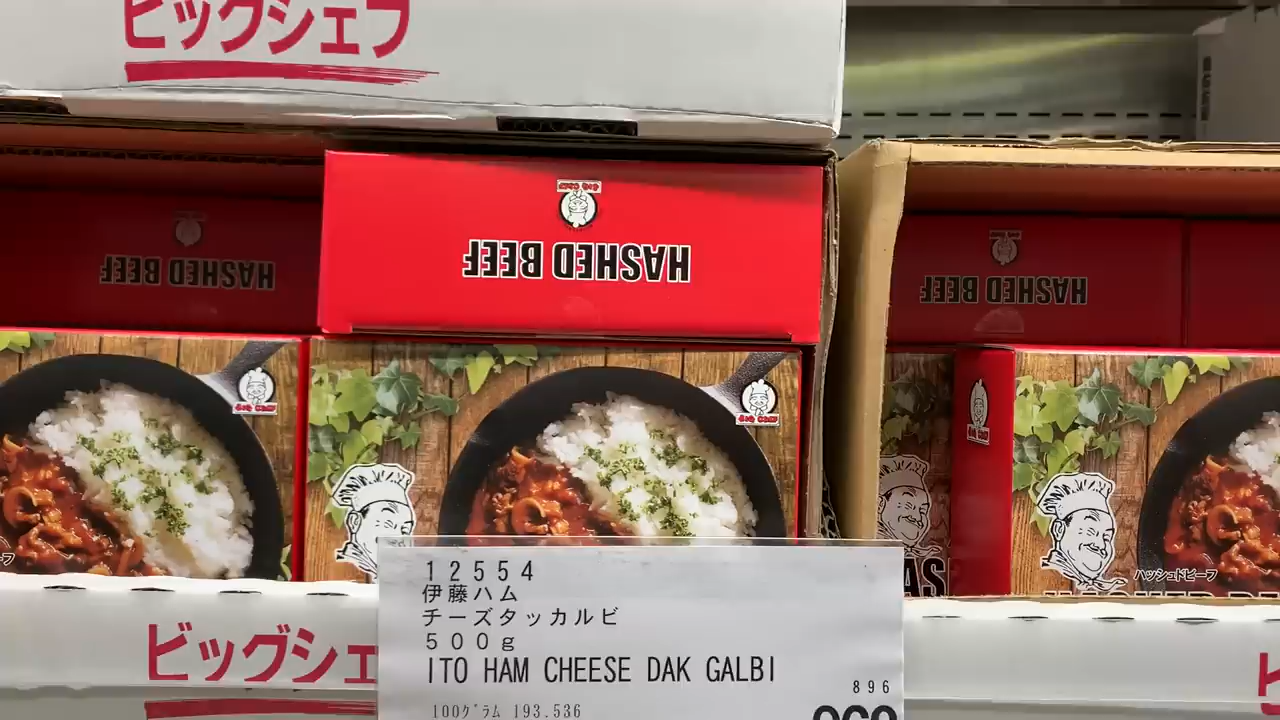 ビッグシェフ
HASHED BEEF
HASHED BEEF
HASHED BEEF
ハッシュドビーフ
ビッグシェ
12554
伊藤ハム
チーズタッカルビ
500g
ITO HAM CHEESE DAK GALBI
896
100グラム 193.536